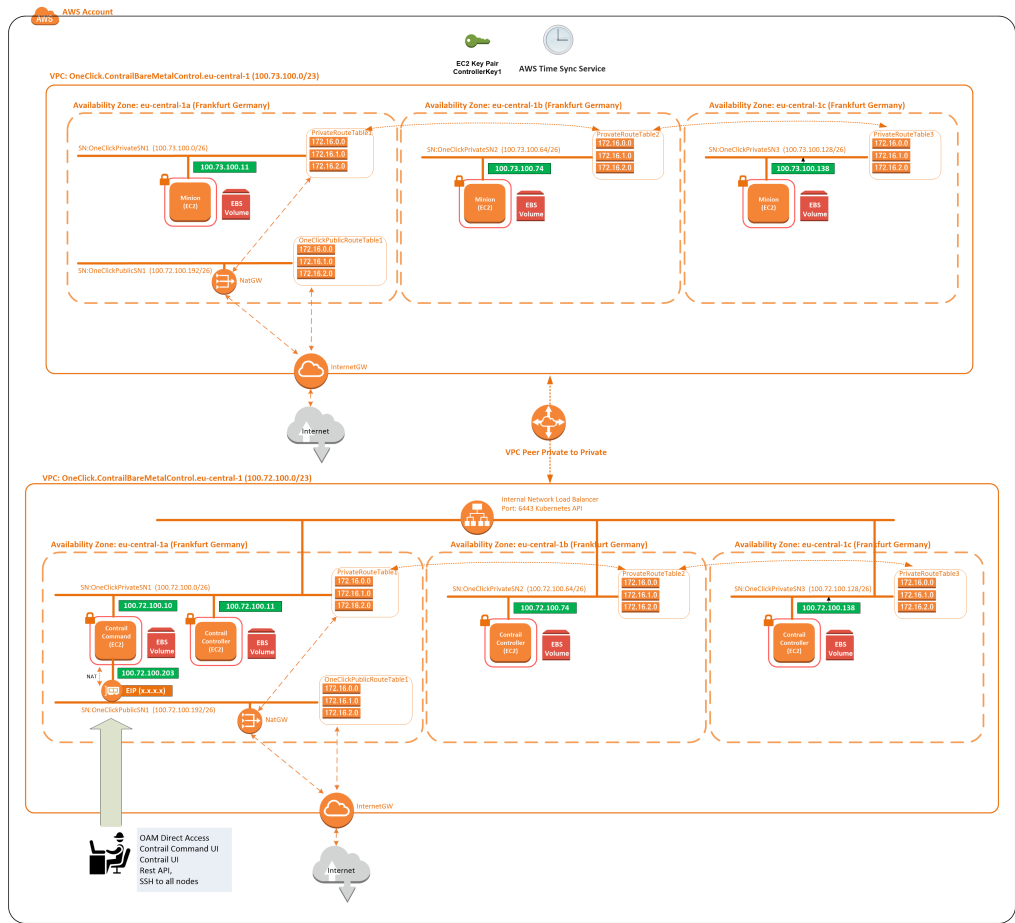 AWS Account
AWS
EC2 Key Pair
ControllerKey1
AWS Time Sync Service
VPC: OneClick.ContrailBareMetalControl.eu-central-1 (100.73.100.0/23)
Availability Zone: eu-central-1a (Frankfurt Germany)
Availability Zone: eu-central-1b (Frankfurt Germany)
Availability Zone: eu-central-1c (Frankfurt Germany)
PrivateRouteTable1
172.16.0.0
172.16.1.0
172.16.2.0
ProvateRouteTable2
172.16.0.0
172.16.1.0
172.16.2.0
PrivateRouteTable3
172.16.0.0
172.16.1.0
172.16.2.0
SN:OneClickPrivateSN1 (100.73.100.0/26)
SN:OneClickPrivateSN2 (100.73.100.64/26)
SN:OneClickPrivateSN3 (100.73.100.128/26)
100.73.100.11
100.73.100.74
100.73.100.138
Minion
(EC2)
EBS
Volume
Minion
(EC2)
EBS
Volume
Minion
(EC2)
EBS
Volume
OneClickPublicRouteTable1
172.16.0.0
172.16.1.0
172.16.2.0
SN:OneClickPublicSN1 (100.72.100.192/26)
NatGW
InternetGW
Internet
VPC Peer Private to Private
VPC: OneClick.ContrailBareMetalControl.eu-central-1 (100.72.100.0/23)
Internal Network Load Balancer
Port: 6443 Kubernetes API
Availability Zone: eu-central-1a (Frankfurt Germany)
Availability Zone: eu-central-1b (Frankfurt Germany)
Availability Zone: eu-central-1c (Frankfurt Germany)
PrivateRouteTable1
172.16.0.0
172.16.1.0
172.16.2.0
ProvateRouteTable2
172.16.0.0
172.16.1.0
172.16.2.0
PrivateRouteTable3
172.16.0.0
172.16.1.0
172.16.2.0
SN:OneClickPrivateSN1 (100.72.100.0/26)
SN:OneClickPrivateSN2 (100.72.100.64/26)
SN:OneClickPrivateSN3 (100.72.100.128/26)
100.72.100.10
100.72.100.11
100.72.100.74
100.72.100.138
Contrail
Command
(EC2)
EBS
Volume
Contrail
Controller
(EC2)
EBS
Volume
Contrail
Controller
(EC2)
EBS
Volume
Contrail
Controller
(EC2)
EBS
Volume
NAT
100.72.100.203
EIP (x.x.x.x)
OneClickPublicRouteTable1
172.16.0.0
172.16.1.0
172.16.2.0
SN:OneClickPublicSN1 (100.72.100.192/26)
NatGW
InternetGW
Internet
OAM Direct Access
Contrail Command UI
Contrail UI
Rest API,
SSH to all nodes